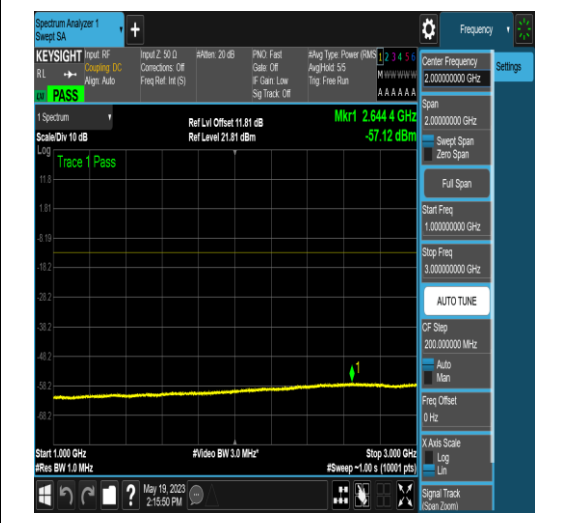 Spectrum Analyzer 1
Swept SA
+
Frequency
KEYSIGHT
RL
PASS
Input: RF
Coupling: DC
Align: Auto
Input Z: 50 Ω
Corrections: Off
Freq Ref: Int (S)
#Atten: 20 dB
PNO: Fast
Gate: Off
IF Gain: Low
Sig Track: Off
#Avg Type: Power (RMS
Avg|Hold: 5/5
Trig: Free Run
1 2 3 4 5 6
M W W W W W
A A A A A A
1 Spectrum
Scale/Div 10 dB
Ref Lvl Offset 11.81 dB
Ref Level 21.81 dBm
Mkr1 2.644 4 GHz
-57.12 dBm
Log
Trace 1 Pass
11.8
1.81
-8.19
-18.2
-28.2
-38.2
-48.2
-58.2
-68.2
1
Start 1.000 GHz
#Res BW 1.0 MHz
#Video BW 3.0 MHz*
Stop 3.000 GHz
#Sweep ~1.00 s (10001 pts)
May 19, 2023
2:15:50 PM
?
Center Frequency
2.000000000 GHz
Span
2.00000000 GHz
Swept Span
Zero Span
Full Span
Start Freq
1.000000000 GHz
Stop Freq
3.000000000 GHz
AUTO TUNE
CF Step
200.000000 MHz
Auto
Man
Freq Offset
0 Hz
X Axis Scale
Log
Lin
Signal Track
(Span Zoom)
Settings